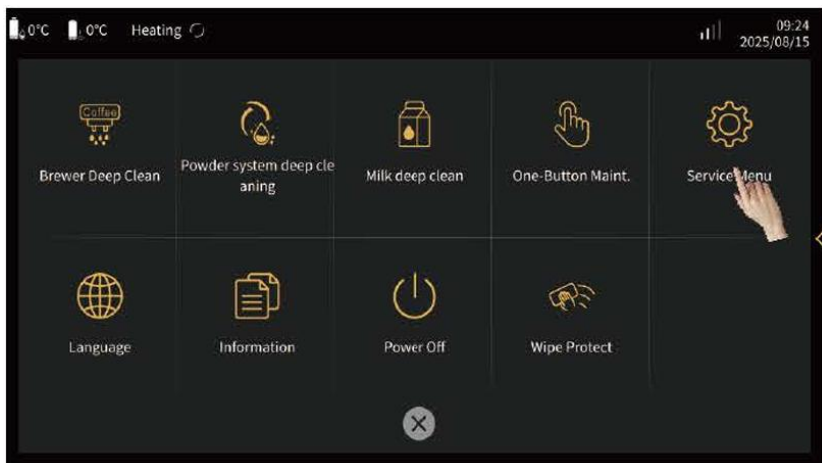 0°C 0°C Heating 09:24
2025/08/15
Coffee
Brewer Deep Clean
Powder system deep cle
aning
Milk deep clean
One-Button Maint.
Service Menu
Language
Information
Power Off
Wipe Protect